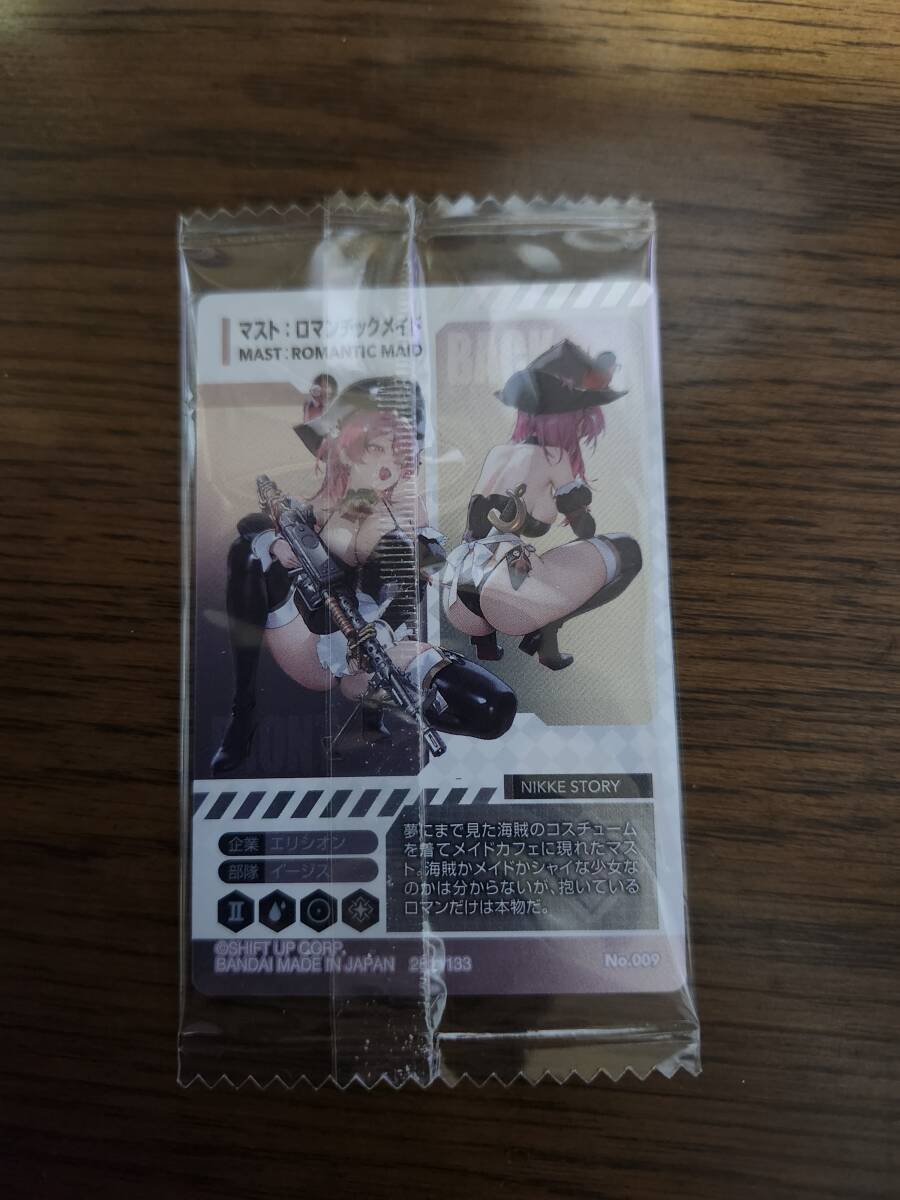 マスト：ロマンチックメイド
MAST：ROMANTIC MAID
BACK
NIKKE STORY
企業 エリシオン
部隊 イージス
II
夢にまで見た海賊のコスチューム
を着てメイドカフェに現れたマス
ト。海賊かメイドかシャイな少女な
のかは分からないが、抱いている
ロマンだけは本物だ。
©SHIFT UP CORP.
BANDAI MADE IN JAPAN
No.009